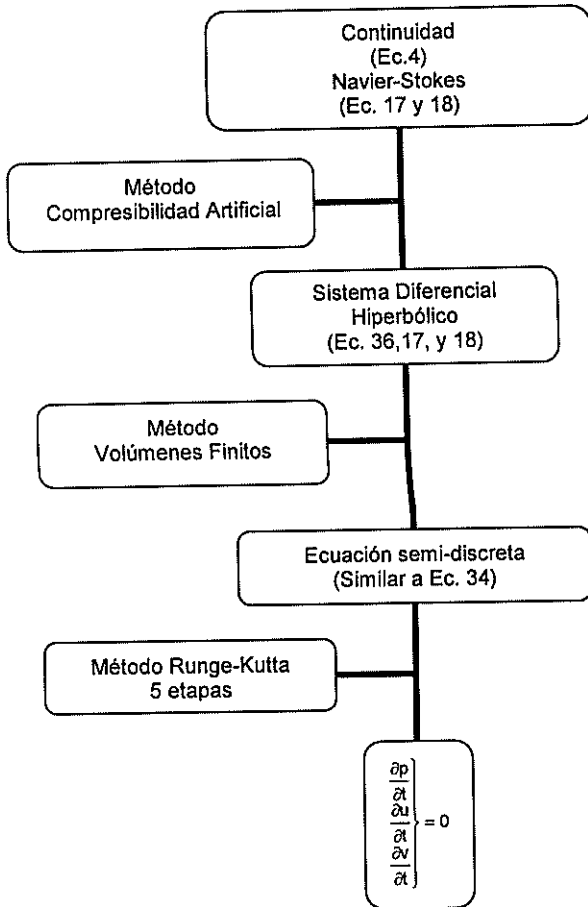 Continuidad
(Ec.4)
Navier-Stokes
(Ec. 17 y 18)
Método
Compresibilidad Artificial
Sistema Diferencial
Hiperbólico
(Ec. 36,17, y 18)
Método
Volúmenes Finitos
Ecuación semi-discreta
(Similar a Ec. 34)
Método Runge-Kutta
5 etapas
∂p
∂t
∂u
∂t
∂v
∂t
} = 0